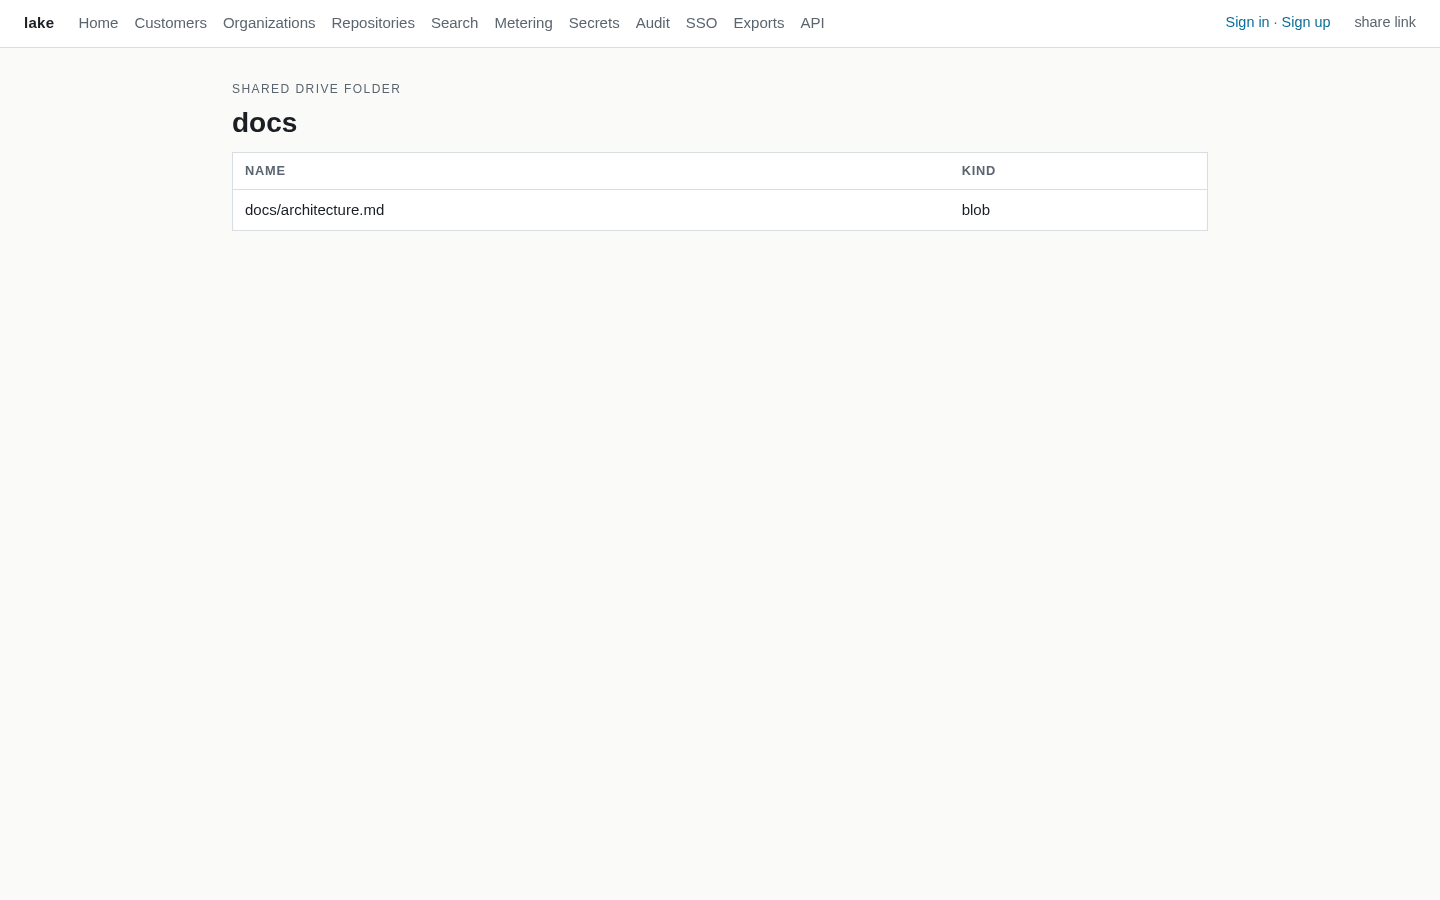 lake Home Customers Organizations Repositories Search Metering Secrets Audit SSO Exports API Sign in · Sign up share link
SHARED DRIVE FOLDER
docs
NAME KIND
docs/architecture.md blob